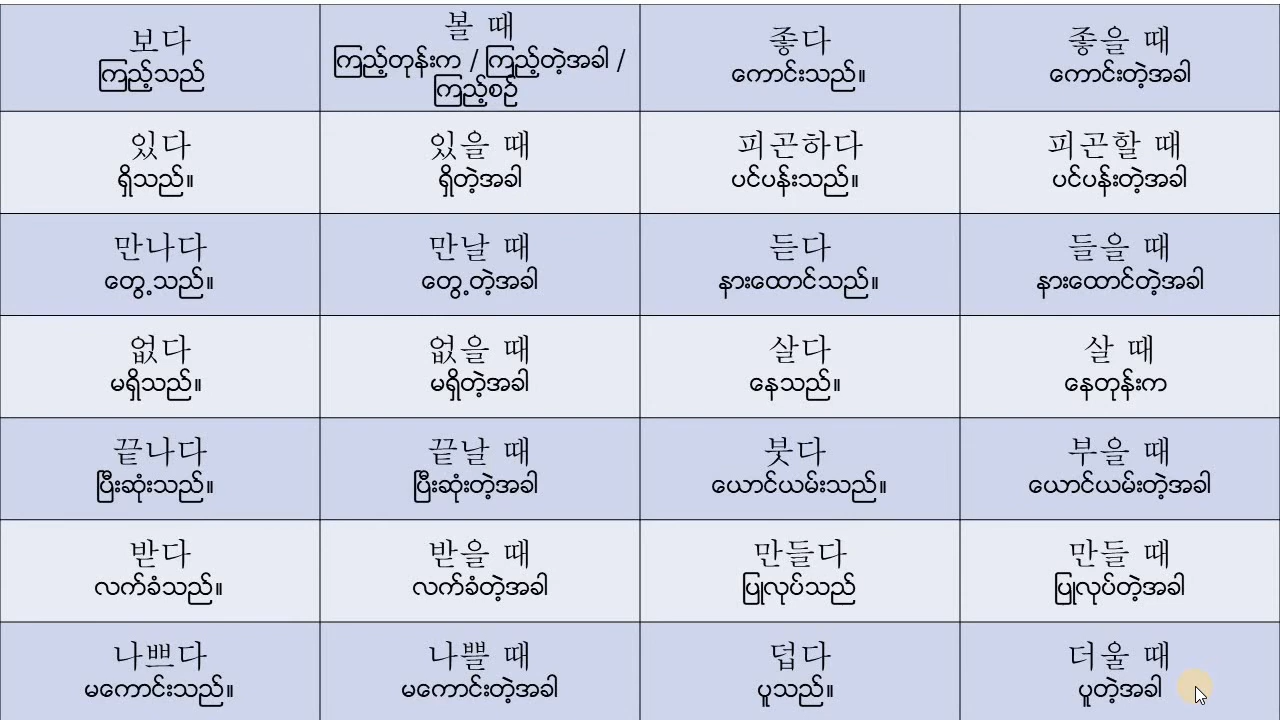 보다
ကြည့်သည်
볼 때
ကြည့်တုန်းက / ကြည့်တဲ့အခါ /
ကြည့်စဉ်
좋다
ကောင်းသည်။
좋을 때
ကောင်းတဲ့အခါ
있다
ရှိသည်။
있을 때
ရှိတဲ့အခါ
피곤하다
ပင်ပန်းသည်။
피곤할 때
ပင်ပန်းတဲ့အခါ
만나다
တွေ့သည်။
만날 때
တွေ့တဲ့အခါ
듣다
နားထောင်သည်။
들을 때
နားထောင်တဲ့အခါ
없다
မရှိသည်။
없을 때
မရှိတဲ့အခါ
살다
နေသည်။
살 때
နေတုန်းက
끝나다
ပြီးဆုံးသည်။
끝날 때
ပြီးဆုံးတဲ့အခါ
붓다
ယောင်ယမ်းသည်။
부을 때
ယောင်ယမ်းတဲ့အခါ
받다
လက်ခံသည်။
받을 때
လက်ခံတဲ့အခါ
만들다
ပြုလုပ်သည်
만들 때
ပြုလုပ်တဲ့အခါ
나쁘다
မကောင်းသည်။
나쁠 때
မကောင်းတဲ့အခါ
덥다
ပူသည်။
더울 때
ပူတဲ့အခါ